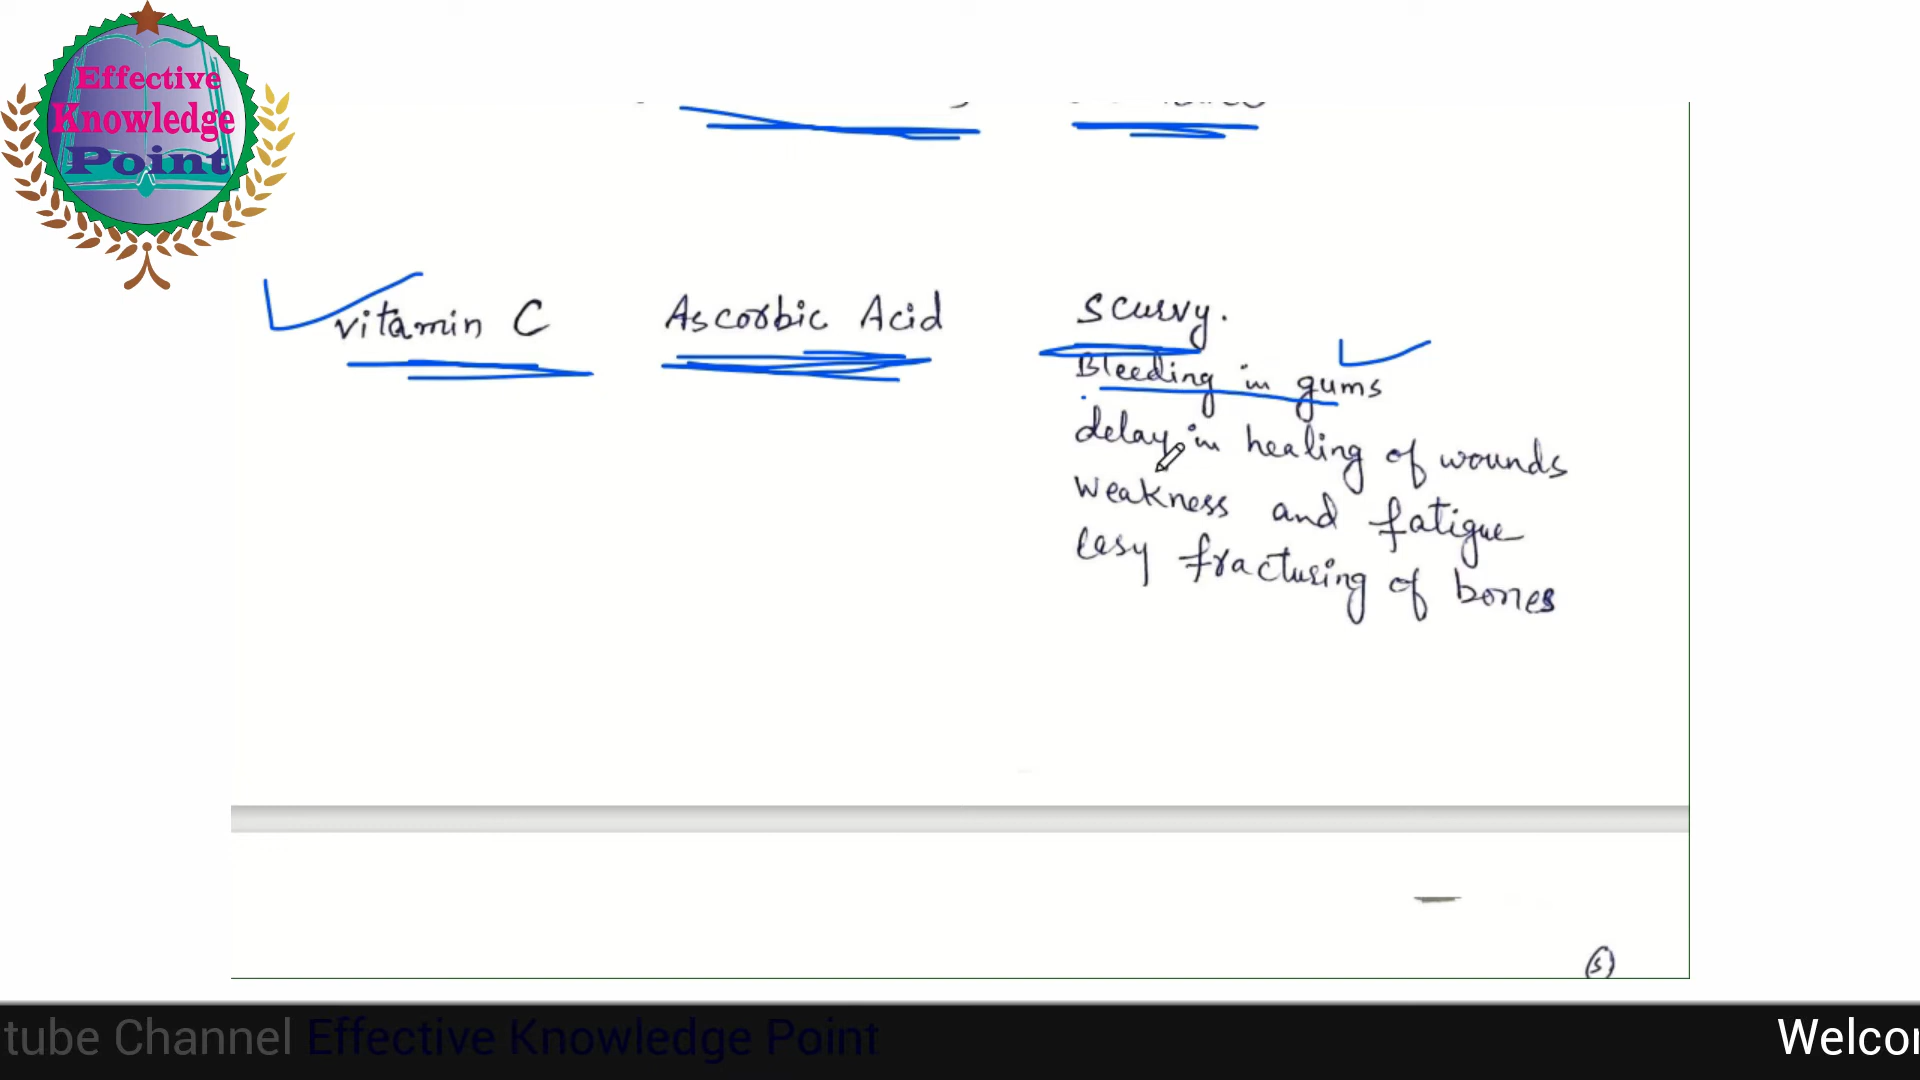 Effective
Knowledge
Point
vitamin C Ascorbic Acid Scurvy.
Bleeding in gums
delay in healing of wounds
weakness and fatigue
easy fracturing of bones
(5)
tube Channel Effective Knowledge Point Welco